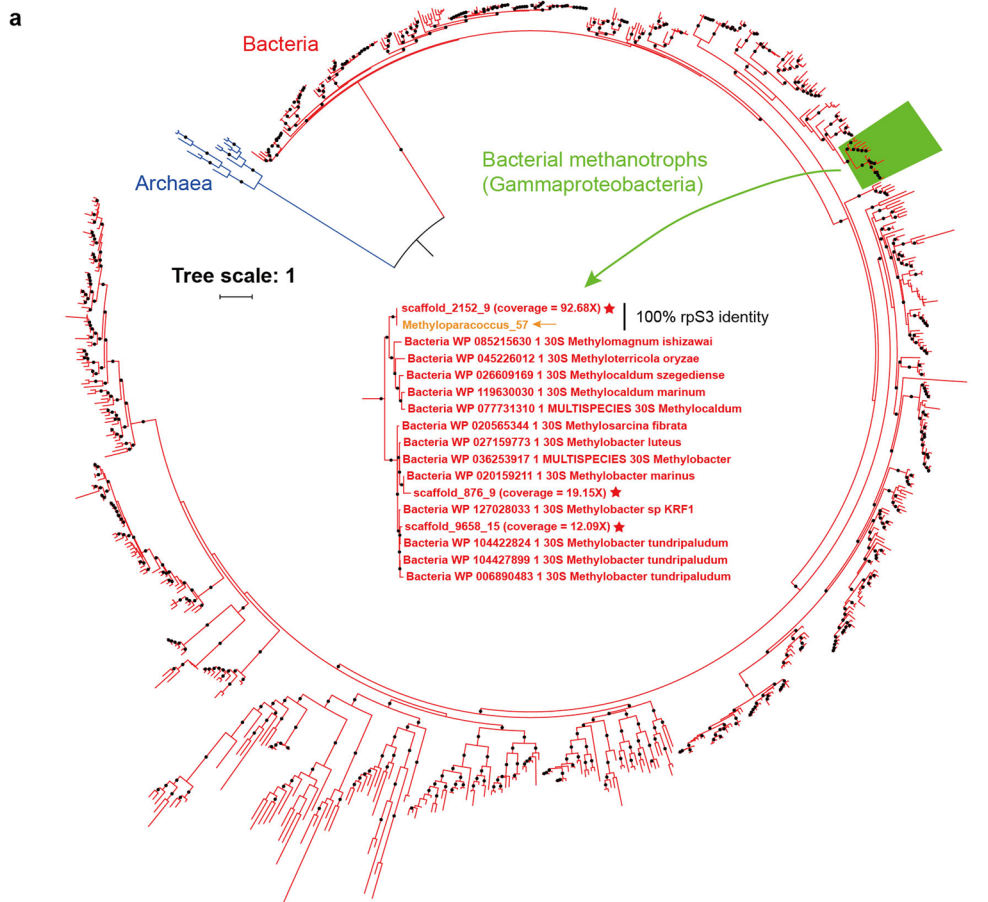 a
Bacteria
Archaea
Bacterial methanotrophs
(Gammaproteobacteria)
Tree scale: 1
scaffold_2152_9 (coverage = 92.68X)
Methyloparacoccus_57
100% rpS3 identity
Bacteria WP 085215630 1 30S Methylomagnum ishizawai
Bacteria WP 045226012 1 30S Methyloterricola oryzae
Bacteria WP 026609169 1 30S Methylocaldum szegediense
Bacteria WP 119630030 1 30S Methylocaldum marinum
Bacteria WP 077731310 1 MULTISPECIES 30S Methylocaldum
Bacteria WP 020565344 1 30S Methylosarcina fibrata
Bacteria WP 027159773 1 30S Methylobacter luteus
Bacteria WP 036253917 1 MULTISPECIES 30S Methylobacter
Bacteria WP 020159211 1 30S Methylobacter marinus
scaffold_876_9 (coverage = 19.15X)
Bacteria WP 127028033 1 30S Methylobacter sp KRF1
scaffold_9658_15 (coverage = 12.09X)
Bacteria WP 104422824 1 30S Methylobacter tundripaludum
Bacteria WP 104427899 1 30S Methylobacter tundripaludum
Bacteria WP 006890483 1 30S Methylobacter tundripaludum